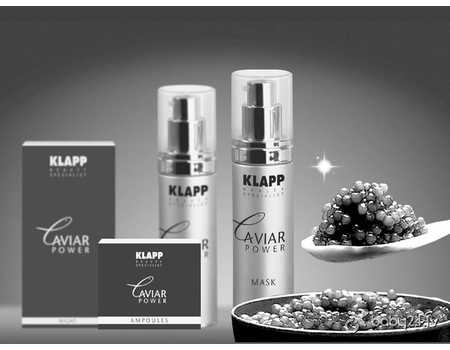 KLAPP
BEAUTY
SPECIALIST
CAVIAR
POWER
NIGHT
KLAPP
BEAUTY
SPECIALIST
CAVIAR
POWER
AMPOULES
KLAPP
KLAPP
BEAUTY
SPECIALIST
CAVIAR
POWER
MASK